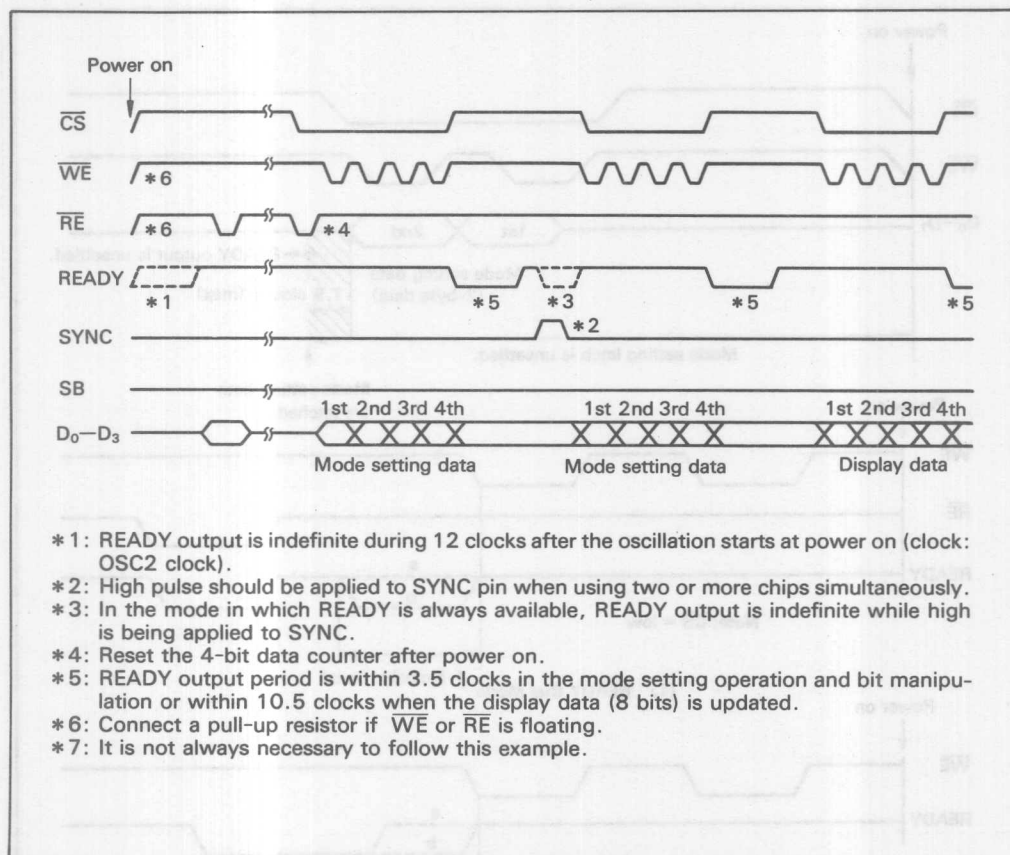 Power on
CS
WE
*6
RE
*6
*4
READY
*1
*5
*3
*5
*5
SYNC
*2
SB
1st 2nd 3rd 4th
1st 2nd 3rd 4th
1st 2nd 3rd 4th
D₀—D₃
Mode setting data
Mode setting data
Display data
*1: READY output is indefinite during 12 clocks after the oscillation starts at power on (clock:
OSC2 clock).
*2: High pulse should be applied to SYNC pin when using two or more chips simultaneously.
*3: In the mode in which READY is always available, READY output is indefinite while high
is being applied to SYNC.
*4: Reset the 4-bit data counter after power on.
*5: READY output period is within 3.5 clocks in the mode setting operation and bit manipu-
lation or within 10.5 clocks when the display data (8 bits) is updated.
*6: Connect a pull-up resistor if WE or RE is floating.
*7: It is not always necessary to follow this example.